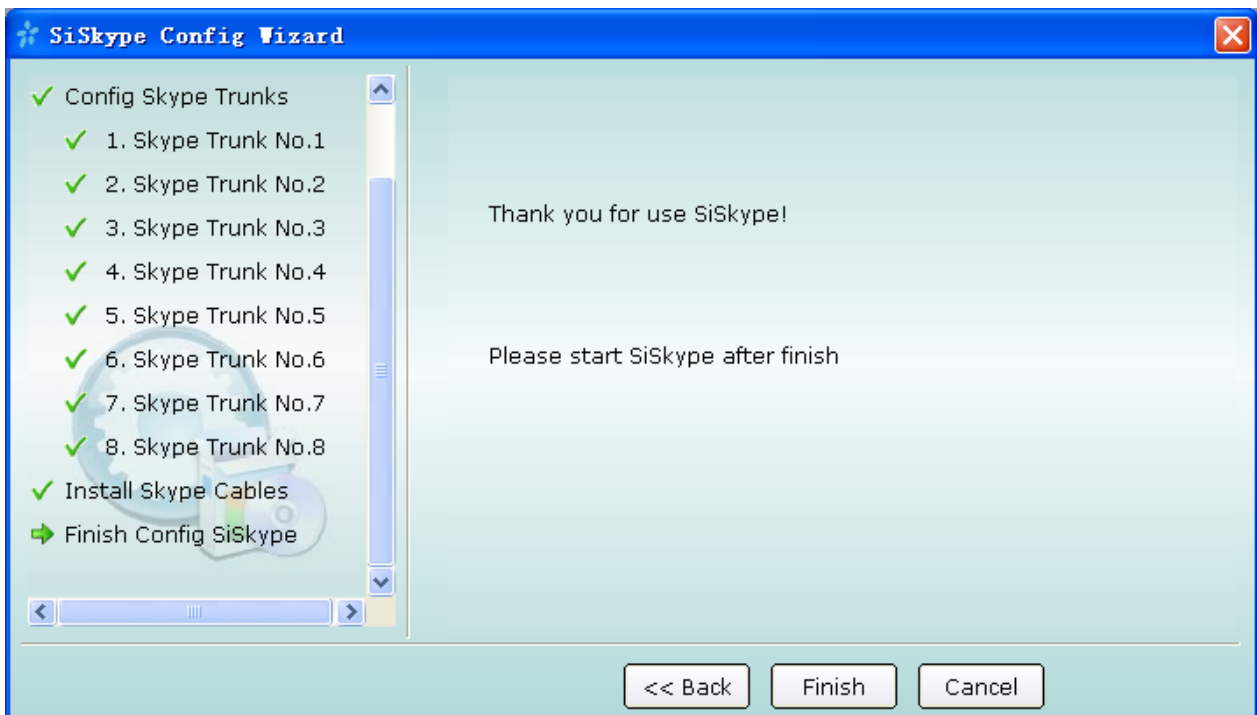 SiSkype Config Wizard
Config Skype Trunks
1. Skype Trunk No.1
2. Skype Trunk No.2
3. Skype Trunk No.3
4. Skype Trunk No.4
5. Skype Trunk No.5
6. Skype Trunk No.6
7. Skype Trunk No.7
8. Skype Trunk No.8
Install Skype Cables
Finish Config SiSkype
Thank you for use SiSkype!
Please start SiSkype after finish
<< Back Finish Cancel